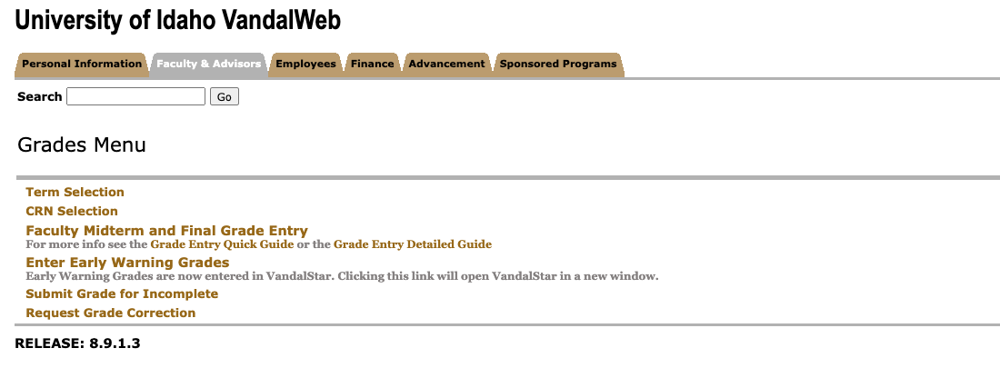 University of Idaho VandalWeb
Personal Information Faculty & Advisors Employees Finance Advancement Sponsored Programs
Search Go
Grades Menu
Term Selection
CRN Selection
Faculty Midterm and Final Grade Entry
For more info see the Grade Entry Quick Guide or the Grade Entry Detailed Guide
Enter Early Warning Grades
Early Warning Grades are now entered in VandalStar. Clicking this link will open VandalStar in a new window.
Submit Grade for Incomplete
Request Grade Correction
RELEASE: 8.9.1.3